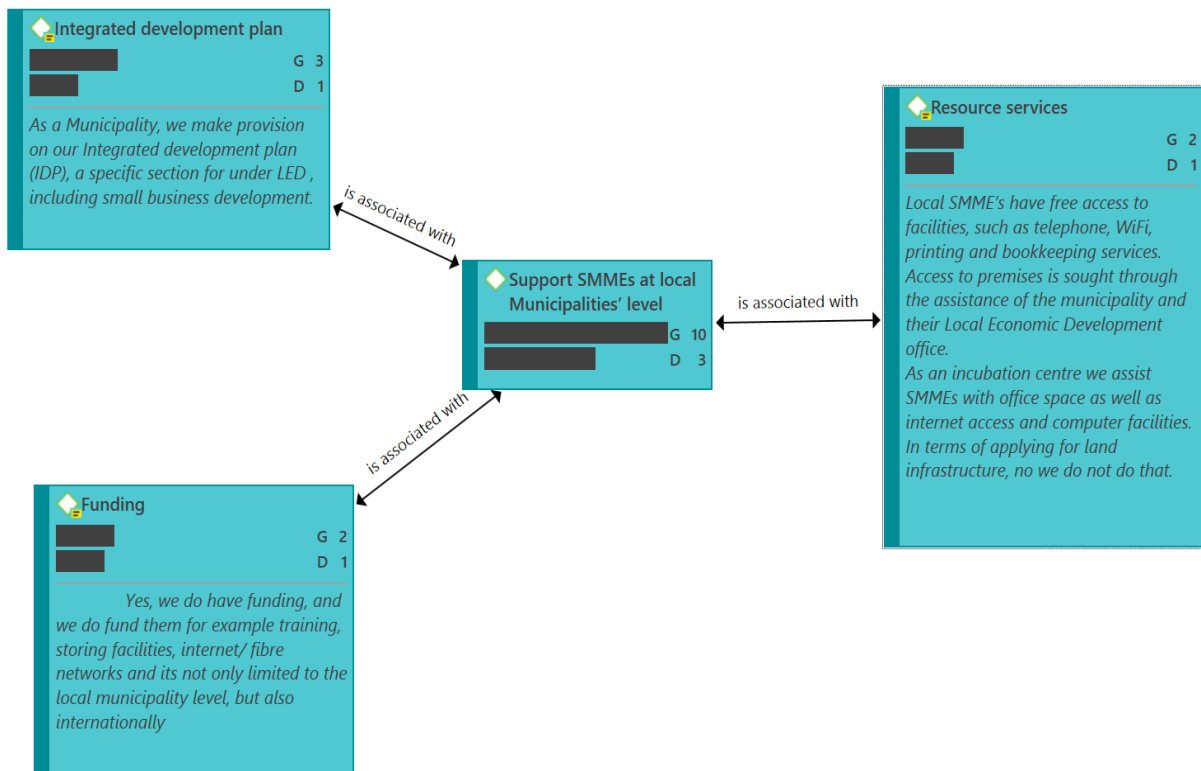 Integrated development plan
G 3
D 1
As a Municipality, we make provision
on our Integrated development plan
(IDP), a specific section for under LED ,
including small business development.
is associated with
Support SMMEs at local
Municipalities’ level
G 10
D 3
is associated with
Resource services
G 2
D 1
Local SMME's have free access to
facilities, such as telephone, WiFi,
printing and bookkeeping services.
Access to premises is sought through
the assistance of the municipality and
their Local Economic Development
office.
As an incubation centre we assist
SMMEs with office space as well as
internet access and computer facilities.
In terms of applying for land
infrastructure, no we do not do that.
is associated with
Funding
G 2
D 1
Yes, we do have funding, and
we do fund them for example training,
storing facilities, internet/ fibre
networks and its not only limited to the
local municipality level, but also
internationally